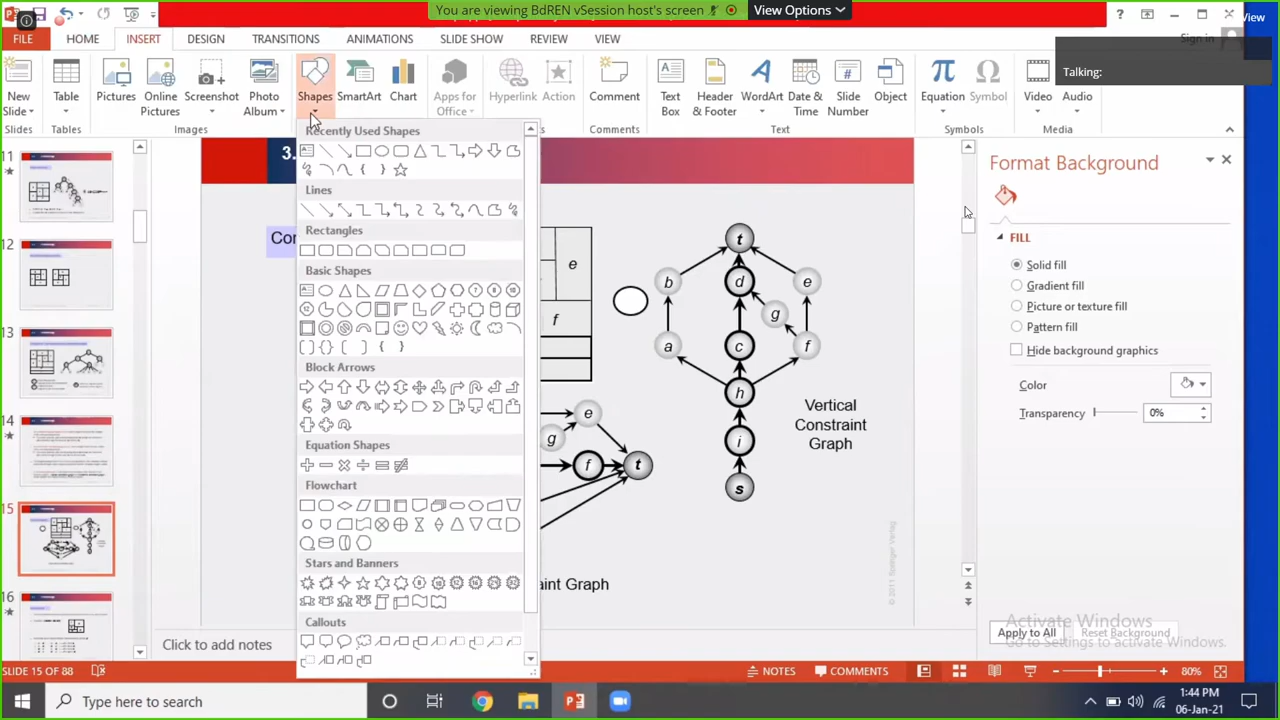 You are viewing BdREN vSession host's screen
View Options
View
FILE
HOME
INSERT
DESIGN
TRANSITIONS
ANIMATIONS
SLIDE SHOW
REVIEW
VIEW
Sign in
Talking:
New Slide
Table
Pictures
Online Pictures
Screenshot
Photo Album
Shapes
SmartArt
Chart
Apps for Office
Hyperlink
Action
Comment
Text Box
Header & Footer
WordArt
Date & Time
Slide Number
Object
Equation
Symbol
Video
Audio
Slides
Tables
Images
Comments
Text
Symbols
Media
Recently Used Shapes
Lines
Rectangles
Basic Shapes
Block Arrows
Equation Shapes
Flowchart
Stars and Banners
Callouts
11
12
13
14
15
16
3.
Con
e
f
e
g
f
t
t
b
d
e
g
a
c
f
h
i
s
Vertical
Constraint
Graph
int Graph
© 2011 Springer Verlag
Click to add notes
Format Background
FILL
Solid fill
Gradient fill
Picture or texture fill
Pattern fill
Hide background graphics
Color
Transparency
0%
Activate Windows
Go to Settings to activate Windows.
Apply to All
Reset Background
SLIDE 15 OF 88
NOTES
COMMENTS
80%
Type here to search
1:44 PM
06-Jan-21